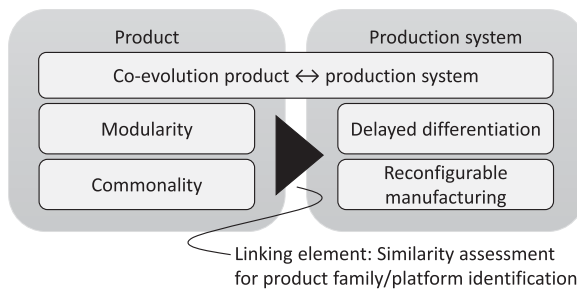 Product
Production system
Co-evolution product ↔ production system
Modularity
Delayed differentiation
Commonality
Reconfigurable
manufacturing
Linking element: Similarity assessment
for product family/platform identification